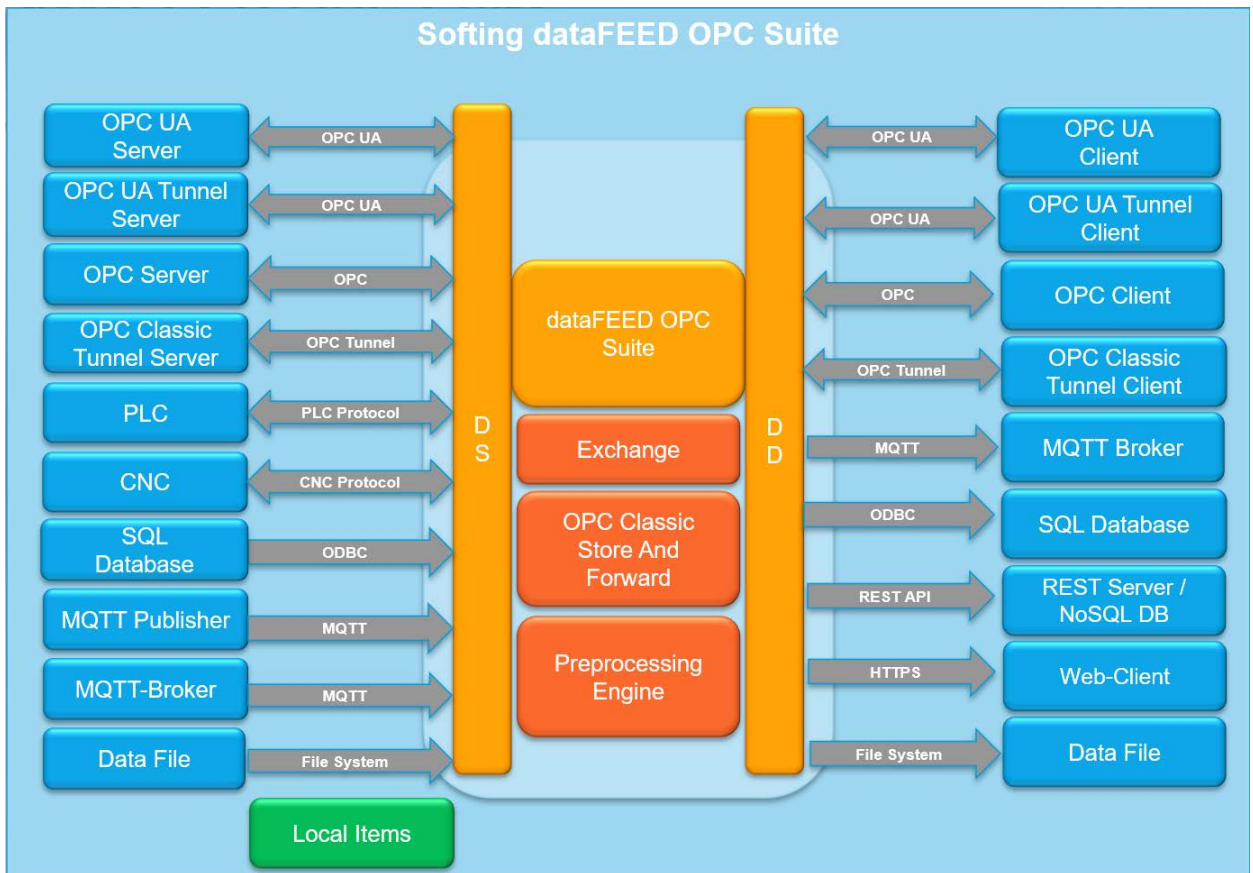 Softing dataFEED OPC Suite
OPC UA
Server
OPC UA
OPC UA Tunnel
Server
OPC UA
OPC Server
OPC
OPC Classic
Tunnel Server
OPC Tunnel
PLC
PLC Protocol
CNC
CNC Protocol
SQL
Database
ODBC
MQTT Publisher
MQTT
MQTT-Broker
MQTT
Data File
File System
Local Items
D
S
dataFEED OPC
Suite
Exchange
OPC Classic
Store And
Forward
Preprocessing
Engine
D
D
OPC UA
OPC UA
Client
OPC UA
OPC UA Tunnel
Client
OPC
OPC Client
OPC Tunnel
OPC Classic
Tunnel Client
MQTT
MQTT Broker
ODBC
SQL Database
REST API
REST Server /
NoSQL DB
HTTPS
Web-Client
File System
Data File